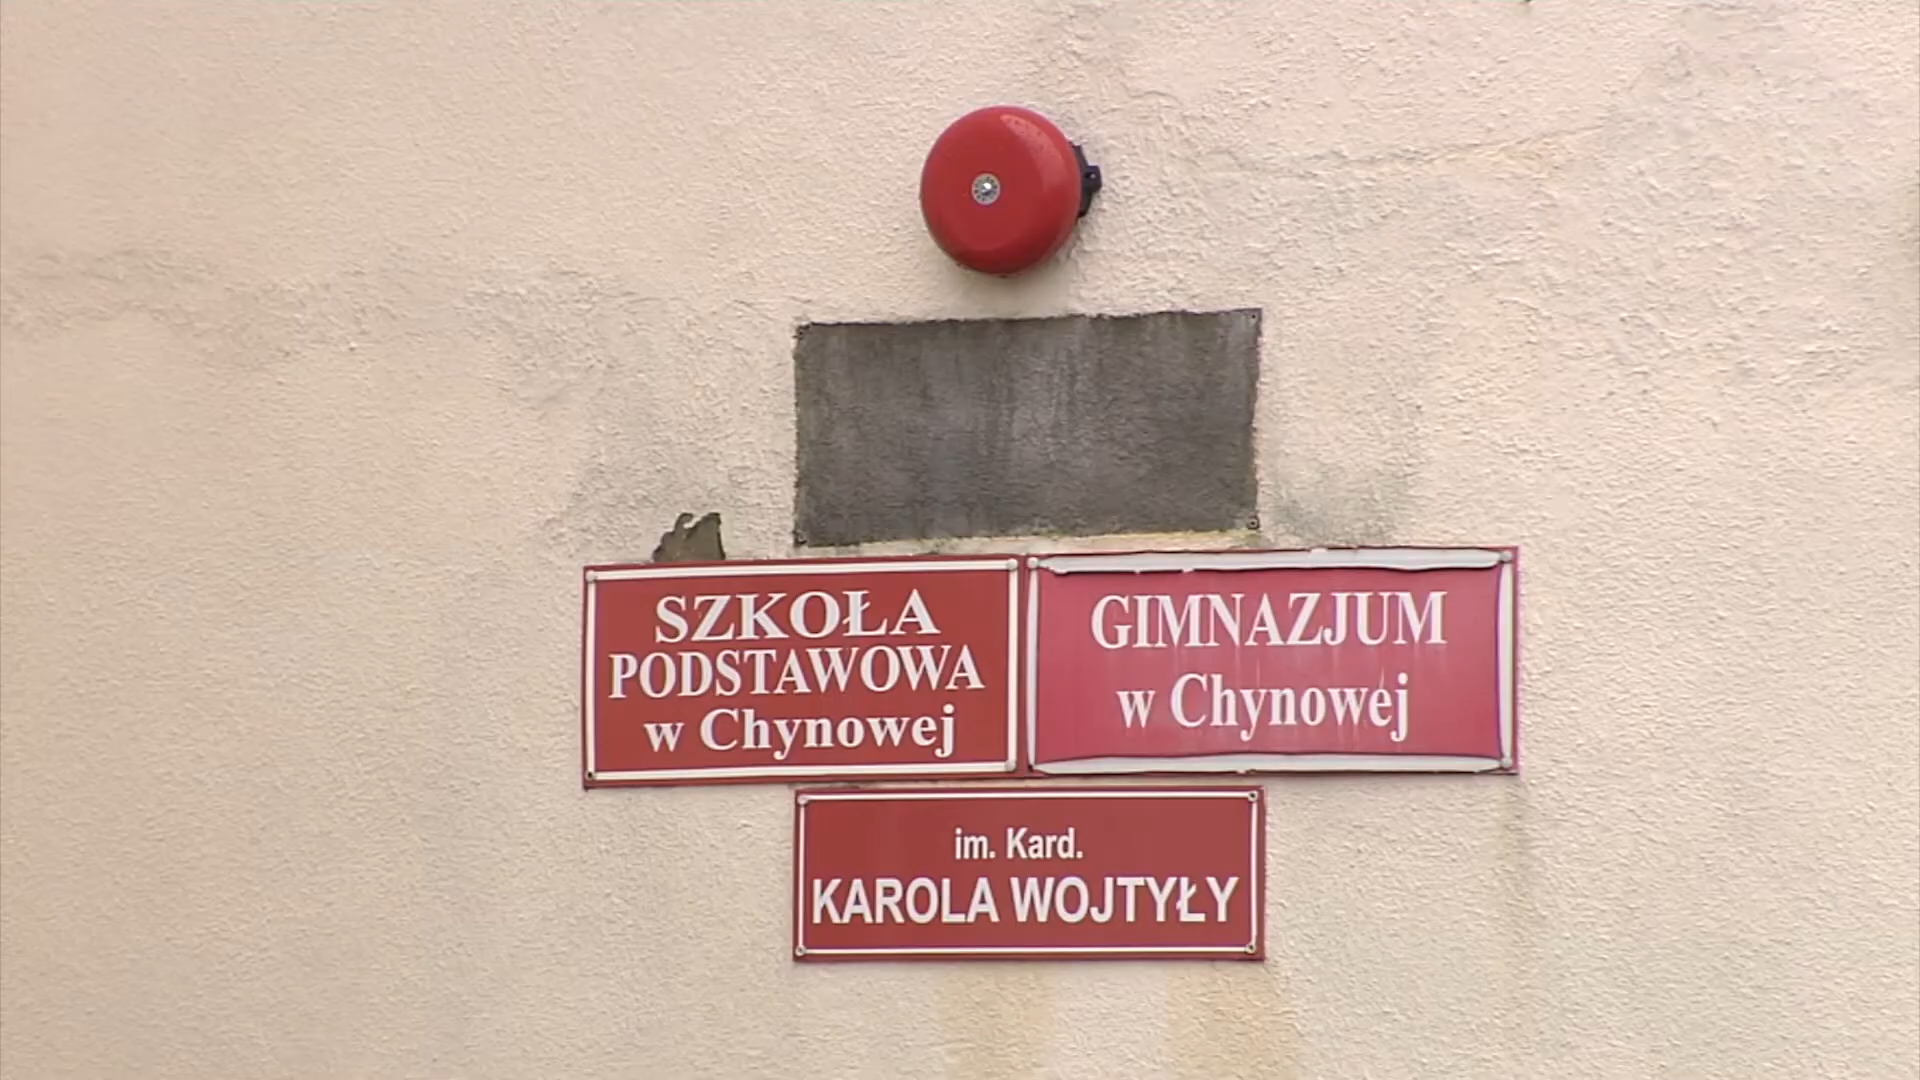 SZKOŁA
PODSTAWOWA
w Chynowej
GIMNAZJUM
w Chynowej
im. Kard.
KAROLA WOJTYŁY